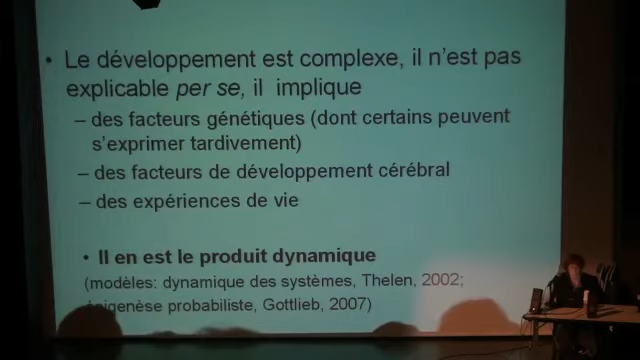 • Le développement est complexe, il n'est pas
explicable per se, il implique
– des facteurs génétiques (dont certains peuvent
s'exprimer tardivement)
– des facteurs de développement cérébral
– des expériences de vie
• Il en est le produit dynamique
(modèles: dynamique des systèmes, Thelen, 2002;
épigenèse probabiliste, Gottlieb, 2007)